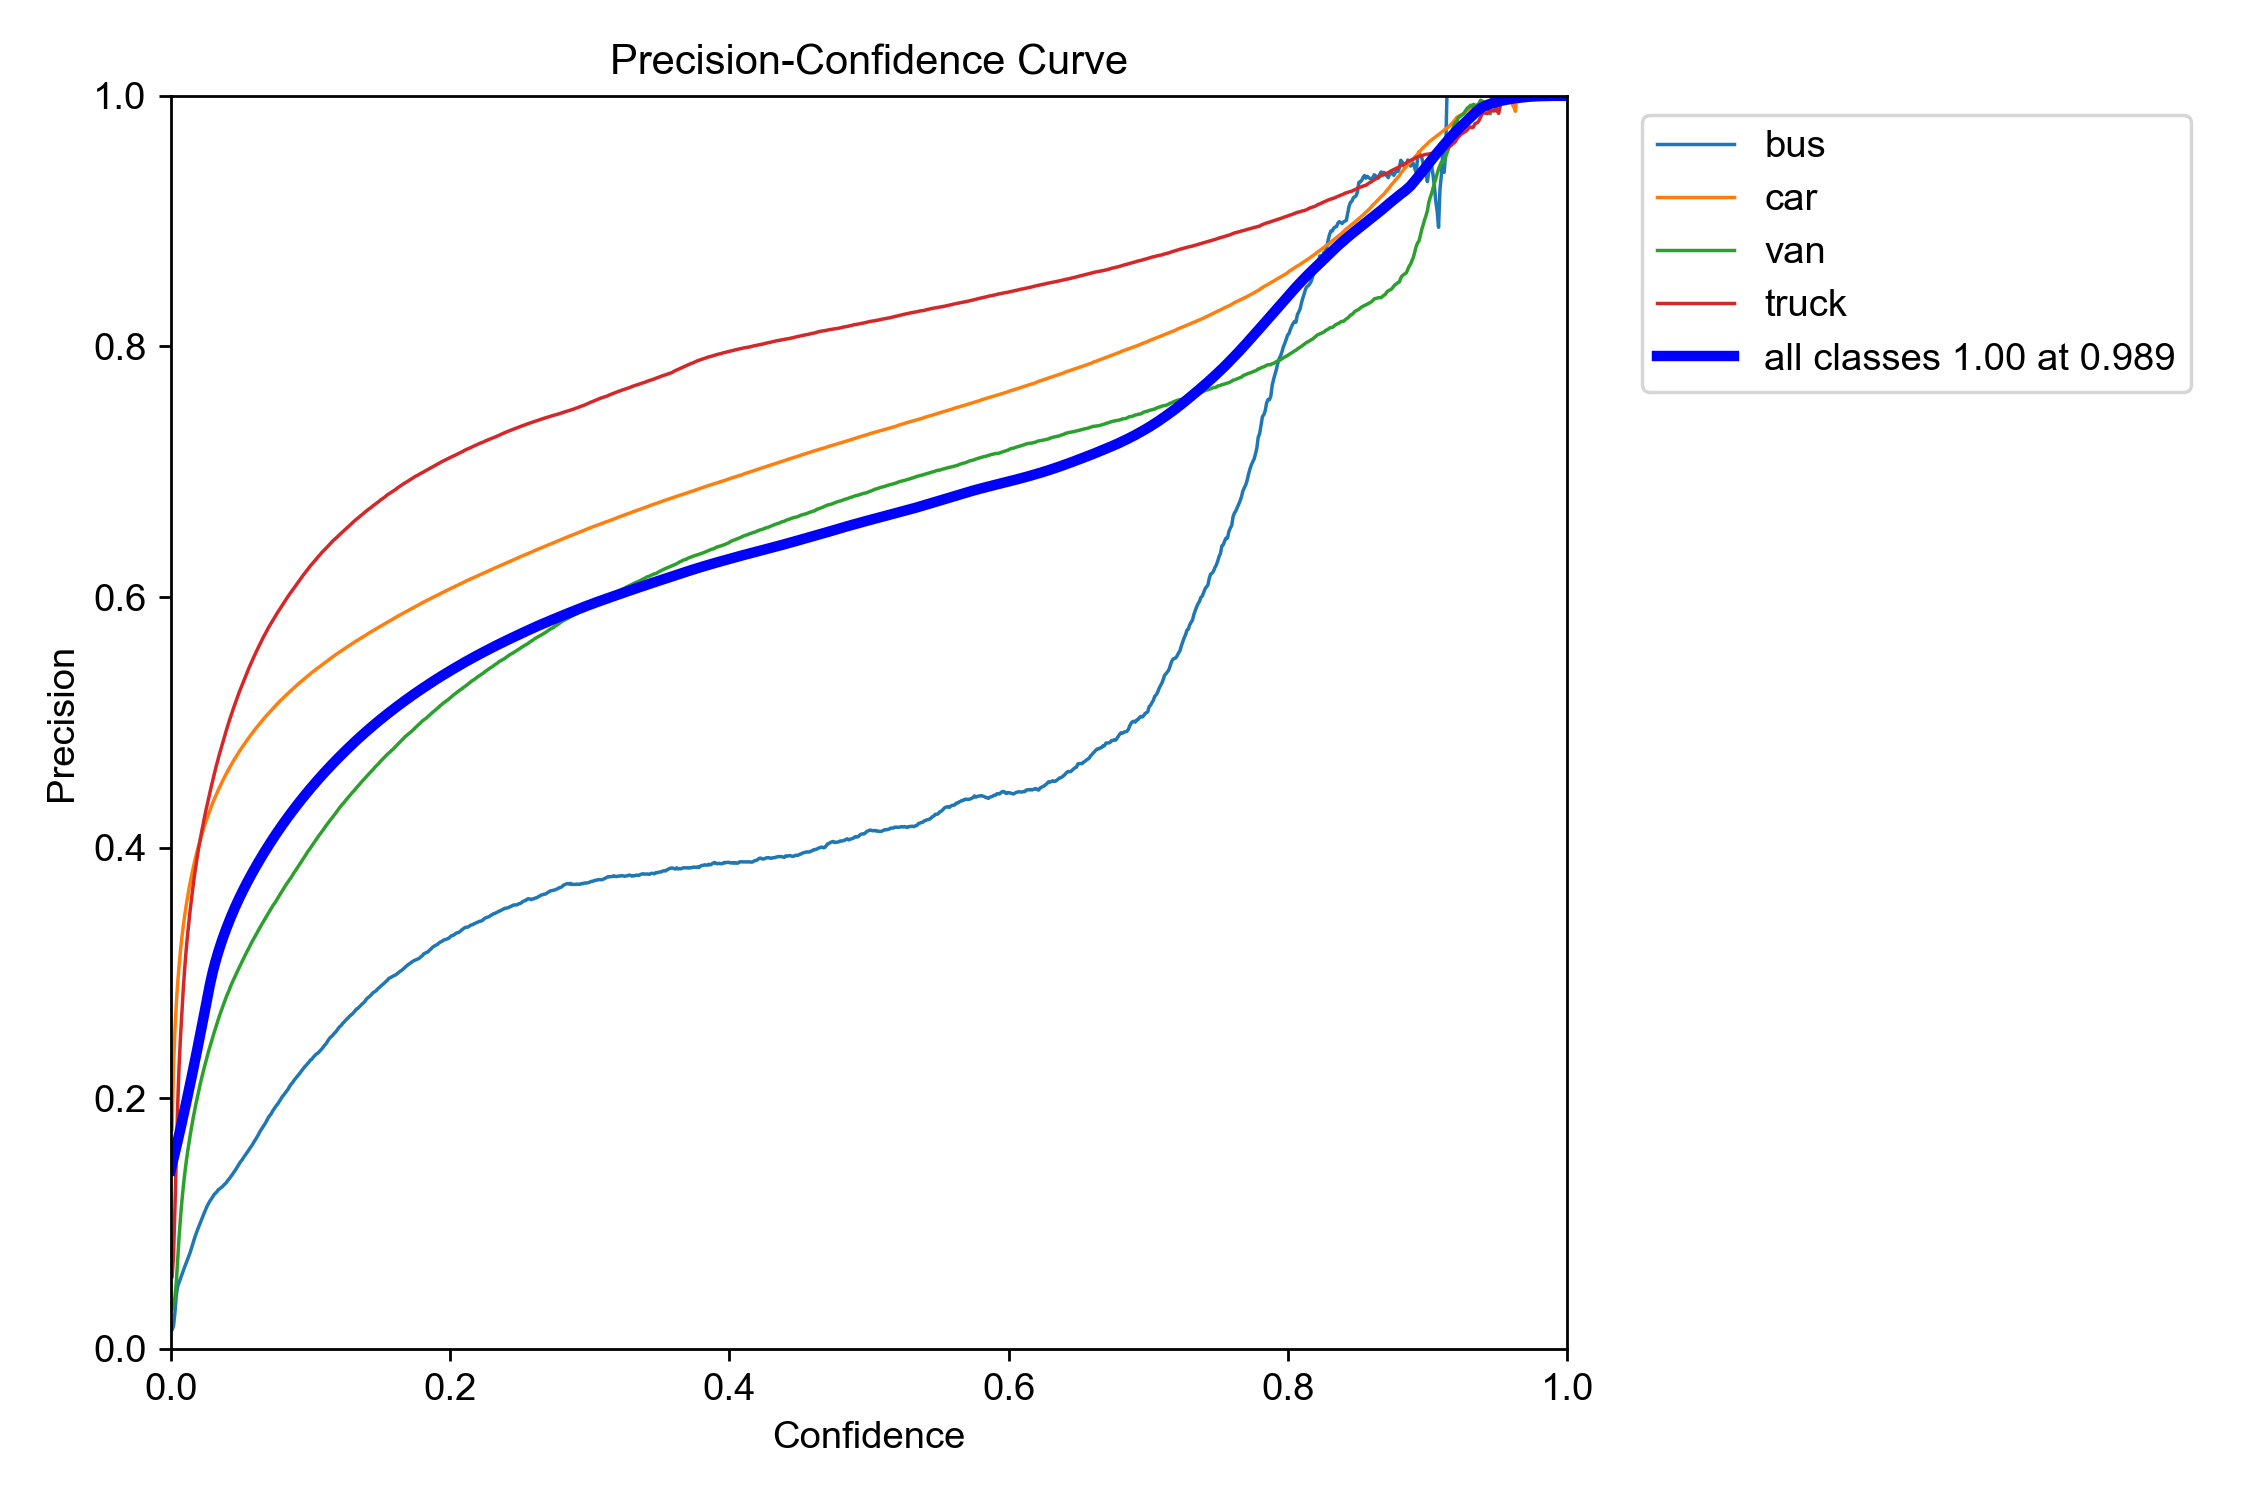 Precision-Confidence Curve
1.0
0.8
0.6
0.4
0.2
0.0
Precision
0.0 0.2 0.4 0.6 0.8 1.0
Confidence
bus
car
van
truck
all classes 1.00 at 0.989